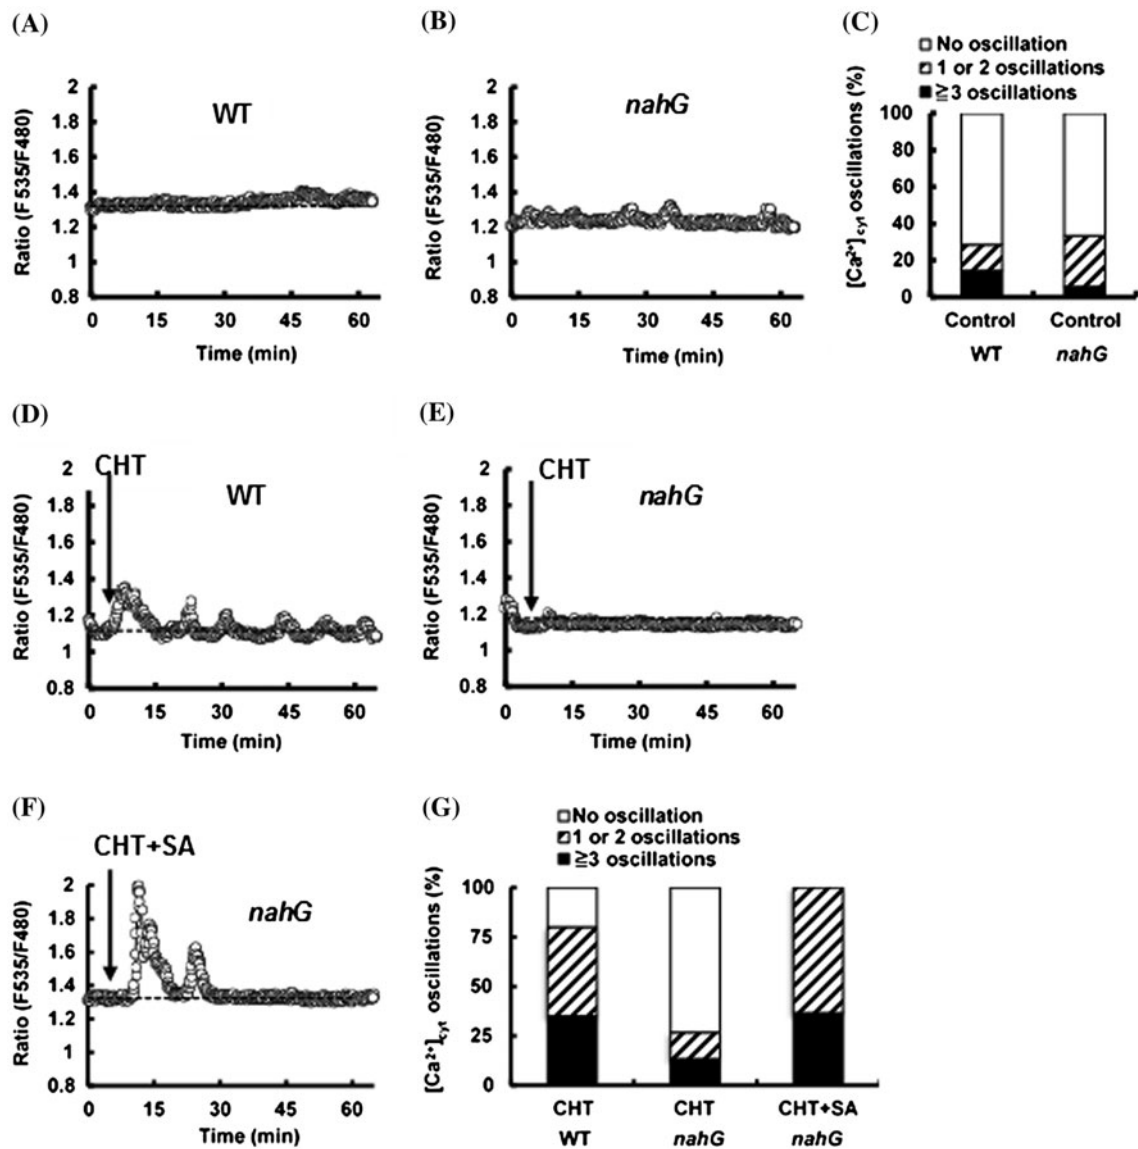 (A)
WT
Ratio (F535/F480)
2
1.8
1.6
1.4
1.2
1
0.8
0 15 30 45 60
Time (min)
(B)
nahG
Ratio (F535/F480)
2
1.8
1.6
1.4
1.2
1
0.8
0 15 30 45 60
Time (min)
(C)
No oscillation
1 or 2 oscillations
≧3 oscillations
[Ca²⁺]cyt oscillations (%)
100
80
60
40
20
0
Control Control
WT nahG
(D)
CHT
WT
Ratio (F535/F480)
2
1.8
1.6
1.4
1.2
1
0.8
0 15 30 45 60
Time (min)
(E)
CHT
nahG
Ratio (F535/F480)
2
1.8
1.6
1.4
1.2
1
0.8
0 15 30 45 60
Time (min)
(F)
CHT+SA
nahG
Ratio (F535/F480)
2
1.8
1.6
1.4
1.2
1
0.8
0 15 30 45 60
Time (min)
(G)
No oscillation
1 or 2 oscillations
≧3 oscillations
[Ca²⁺]cyt oscillations (%)
100
75
50
25
0
CHT CHT CHT+SA
WT nahG nahG